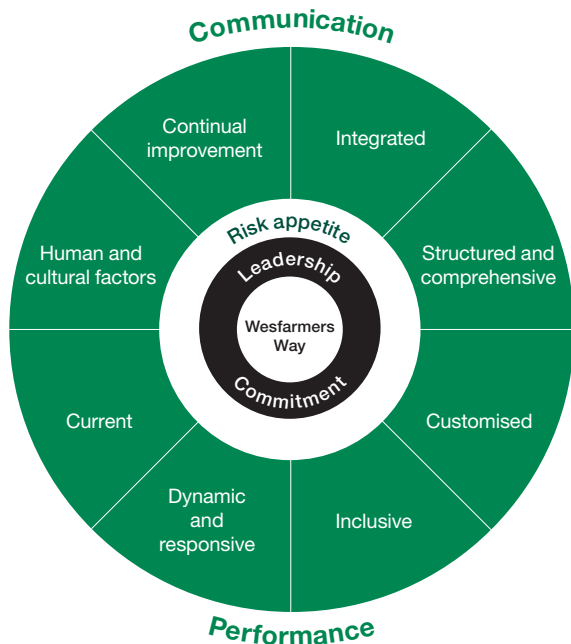 Communication
Continual
improvement
Integrated
Human and
cultural factors
Risk appetite
Structured and
comprehensive
Leadership
Wesfarmers
Way
Commitment
Current
Customised
Dynamic
and
responsive
Inclusive
Performance